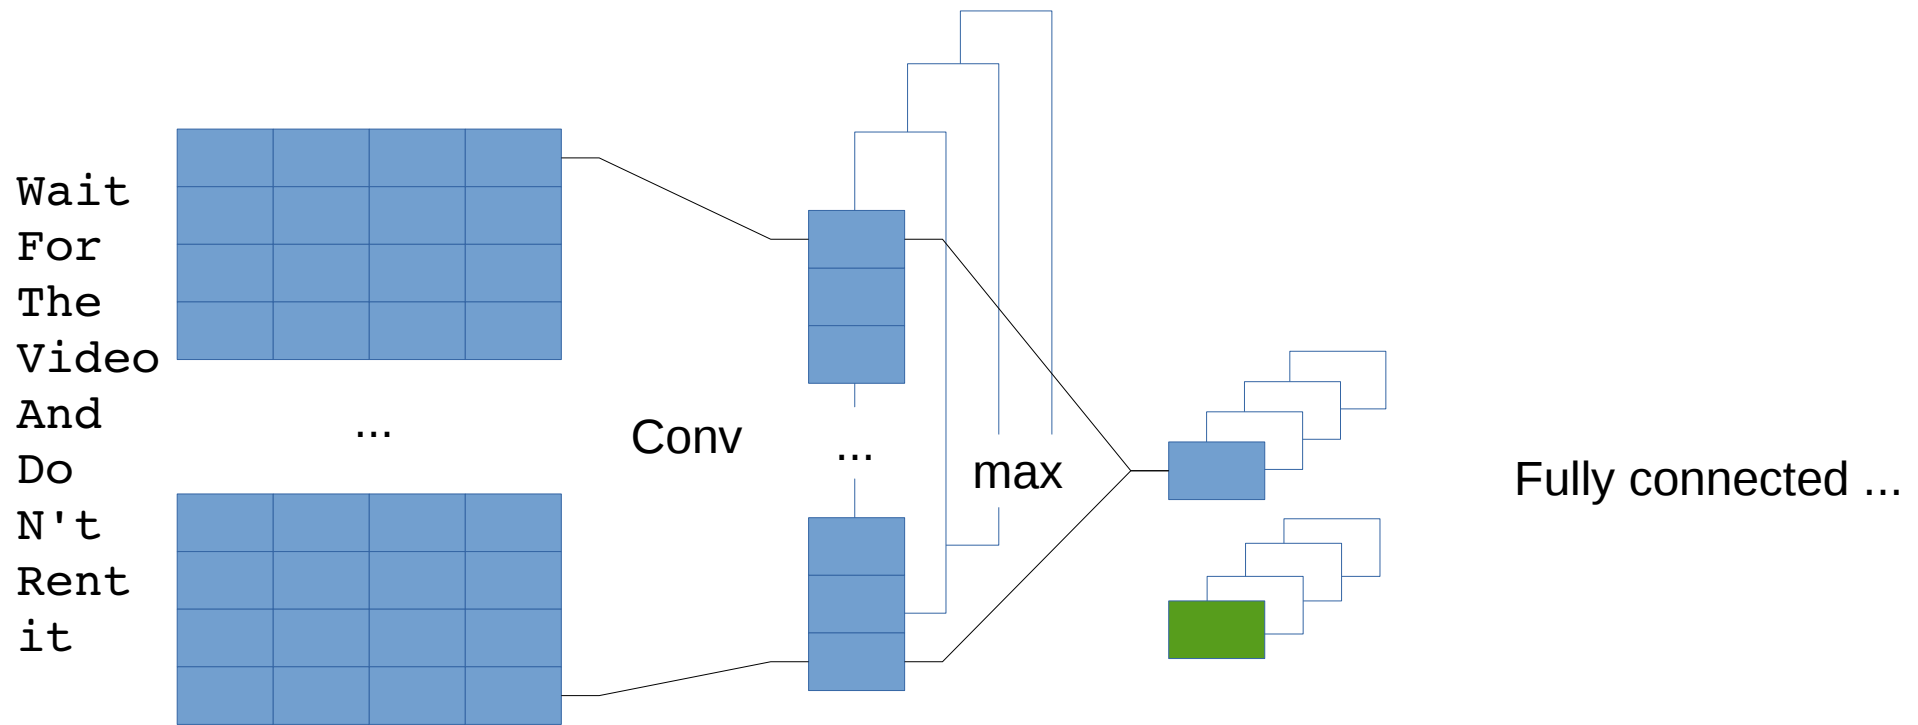 Wait
For
The
Video
And
Do
N't
Rent
it
...
Conv
...
max
Fully connected ...